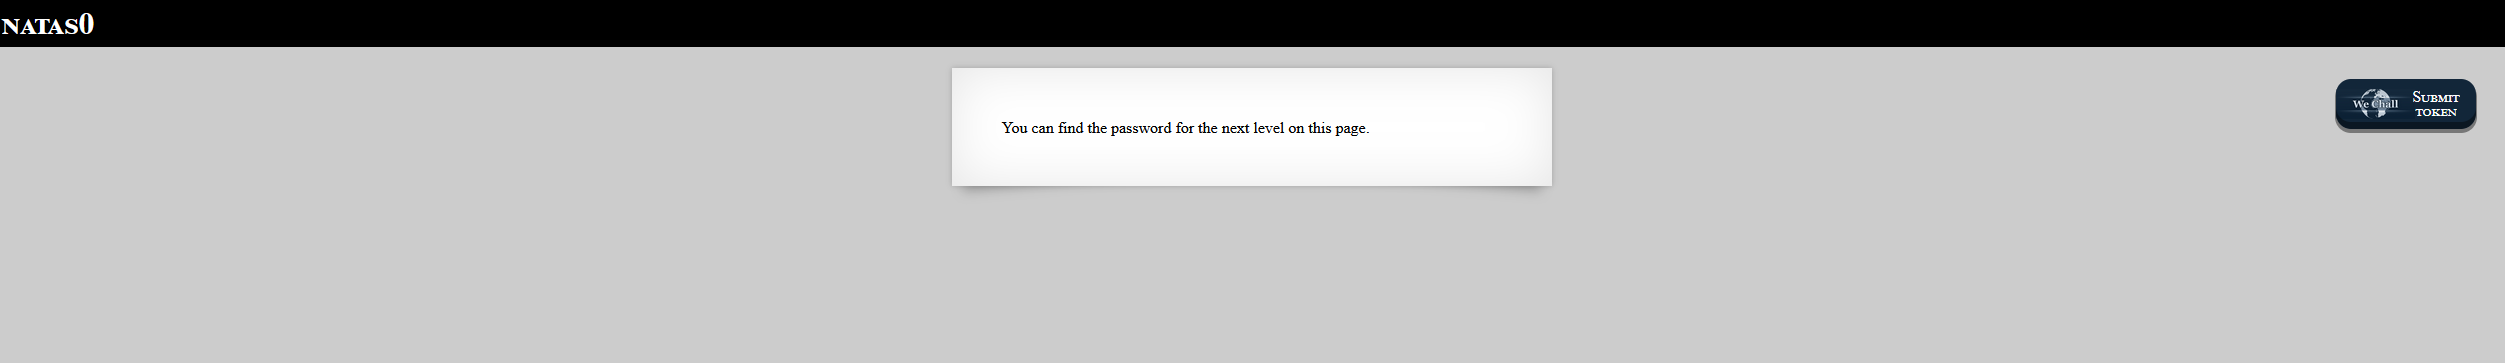 NATAS0
You can find the password for the next level on this page.
We Chall
SUBMIT
TOKEN